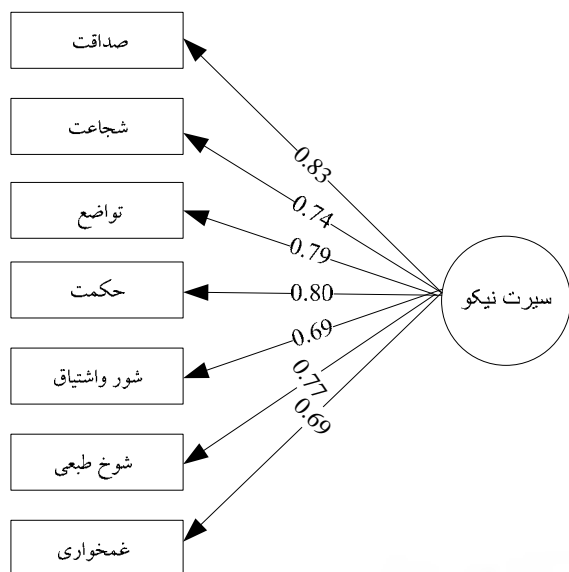 صداقت
0.83
شجاعت
0.74
تواضع
0.79
حکمت
0.80
سیرت نیکو
شور واشتیاق
0.69
شوخ طبعی
0.77
غمخواری
0.69